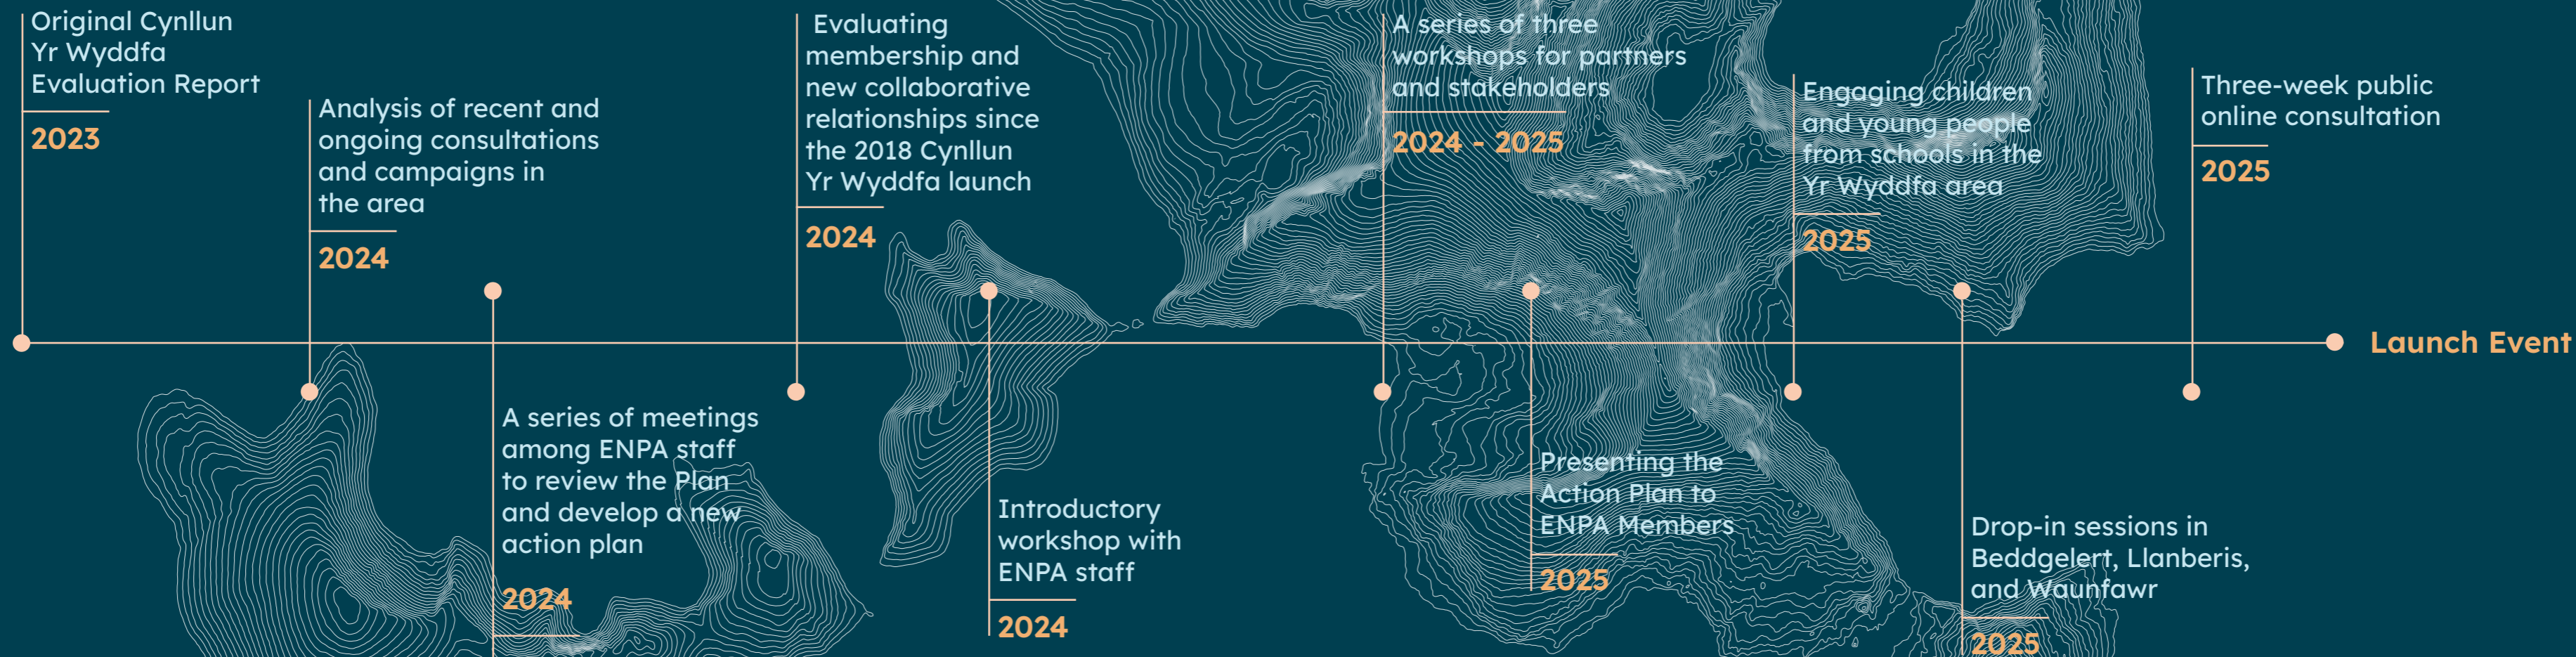 Original Cynllun
Yr Wyddfa
Evaluation Report
2023
Analysis of recent and
ongoing consultations
and campaigns in
the area
2024
A series of meetings
among ENPA staff
to review the Plan
and develop a new
action plan
2024
Evaluating
membership and
new collaborative
relationships since
the 2018 Cynllun
Yr Wyddfa launch
2024
Introductory
workshop with
ENPA staff
2024
A series of three
workshops for partners
and stakeholders
2024 - 2025
Presenting the
Action Plan to
ENPA Members
2025
Engaging children
and young people
from schools in the
Yr Wyddfa area
2025
Drop-in sessions in
Beddgelert, Llanberis,
and Waunfawr
2025
Three-week public
online consultation
2025
Launch Event